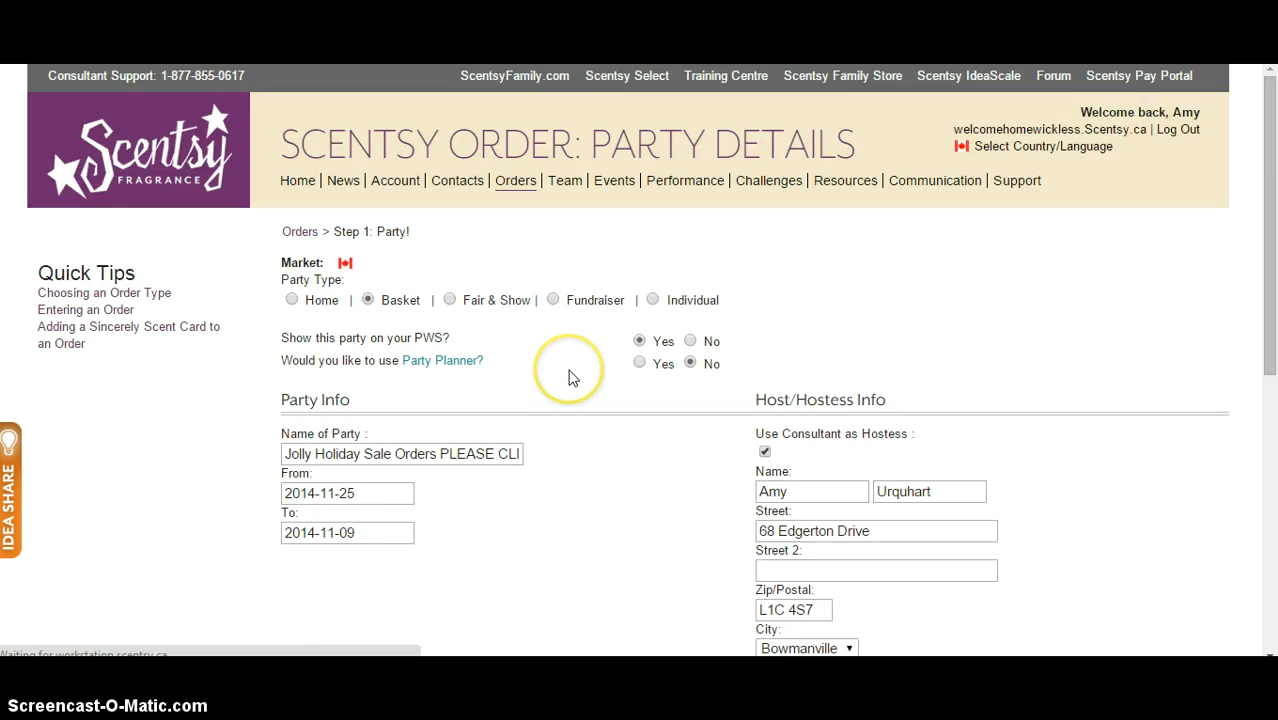 Consultant Support: 1-877-855-0617 ScentsyFamily.com Scentsy Select Training Centre Scentsy Family Store Scentsy IdeaScale Forum Scentsy Pay Portal
Scentsy
FRAGRANCE
SCENTSY ORDER: PARTY DETAILS
Welcome back, Amy
welcomehomewickless.Scentsy.ca | Log Out
Select Country/Language
Home | News | Account | Contacts | Orders | Team | Events | Performance | Challenges | Resources | Communication | Support
Orders > Step 1: Party!
Quick Tips
Choosing an Order Type
Entering an Order
Adding a Sincerely Scent Card to
an Order
Market:
Party Type:
Home | Basket | Fair & Show | Fundraiser | Individual
Show this party on your PWS? Yes No
Would you like to use Party Planner? Yes No
Party Info
Name of Party :
Jolly Holiday Sale Orders PLEASE CLI
From:
2014-11-25
To:
2014-11-09
Host/Hostess Info
Use Consultant as Hostess :
Name:
Amy Urquhart
Street:
68 Edgerton Drive
Street 2:
Zip/Postal:
L1C 4S7
City:
Bowmanville
IDEA SHARE
Waiting for workstation.scentsy.ca
Screencast-O-Matic.com